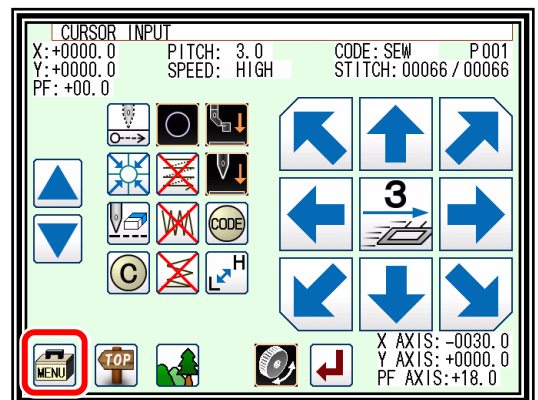 CURSOR INPUT
X:+0000.0 PITCH: 3.0 CODE:SEW P001
Y:+0000.0 SPEED: HIGH STITCH:00066/00066
PF:+00.0
3
CODE
C H L
MENU TOP
X AXIS:-0030.0
Y AXIS:+0000.0
PF AXIS:+18.0